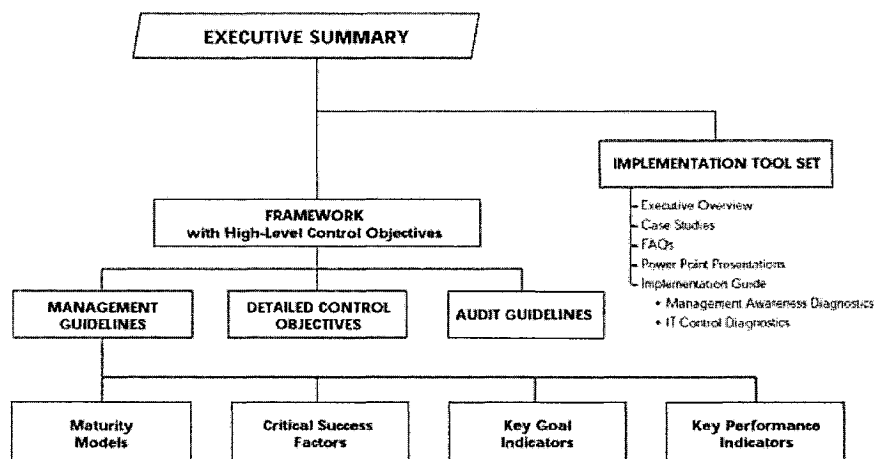 EXECUTIVE SUMMARY
IMPLEMENTATION TOOL SET
Executive Overview
Case Studies
FAQs
Power Point Presentations
Implementation Guide
• Management Awareness Diagnostics
• IT Control Diagnostics
FRAMEWORK
with High-Level Control Objectives
MANAGEMENT
GUIDELINES
DETAILED CONTROL
OBJECTIVES
AUDIT GUIDELINES
Maturity
Models
Critical Success
Factors
Key Goal
Indicators
Key Performance
Indicators